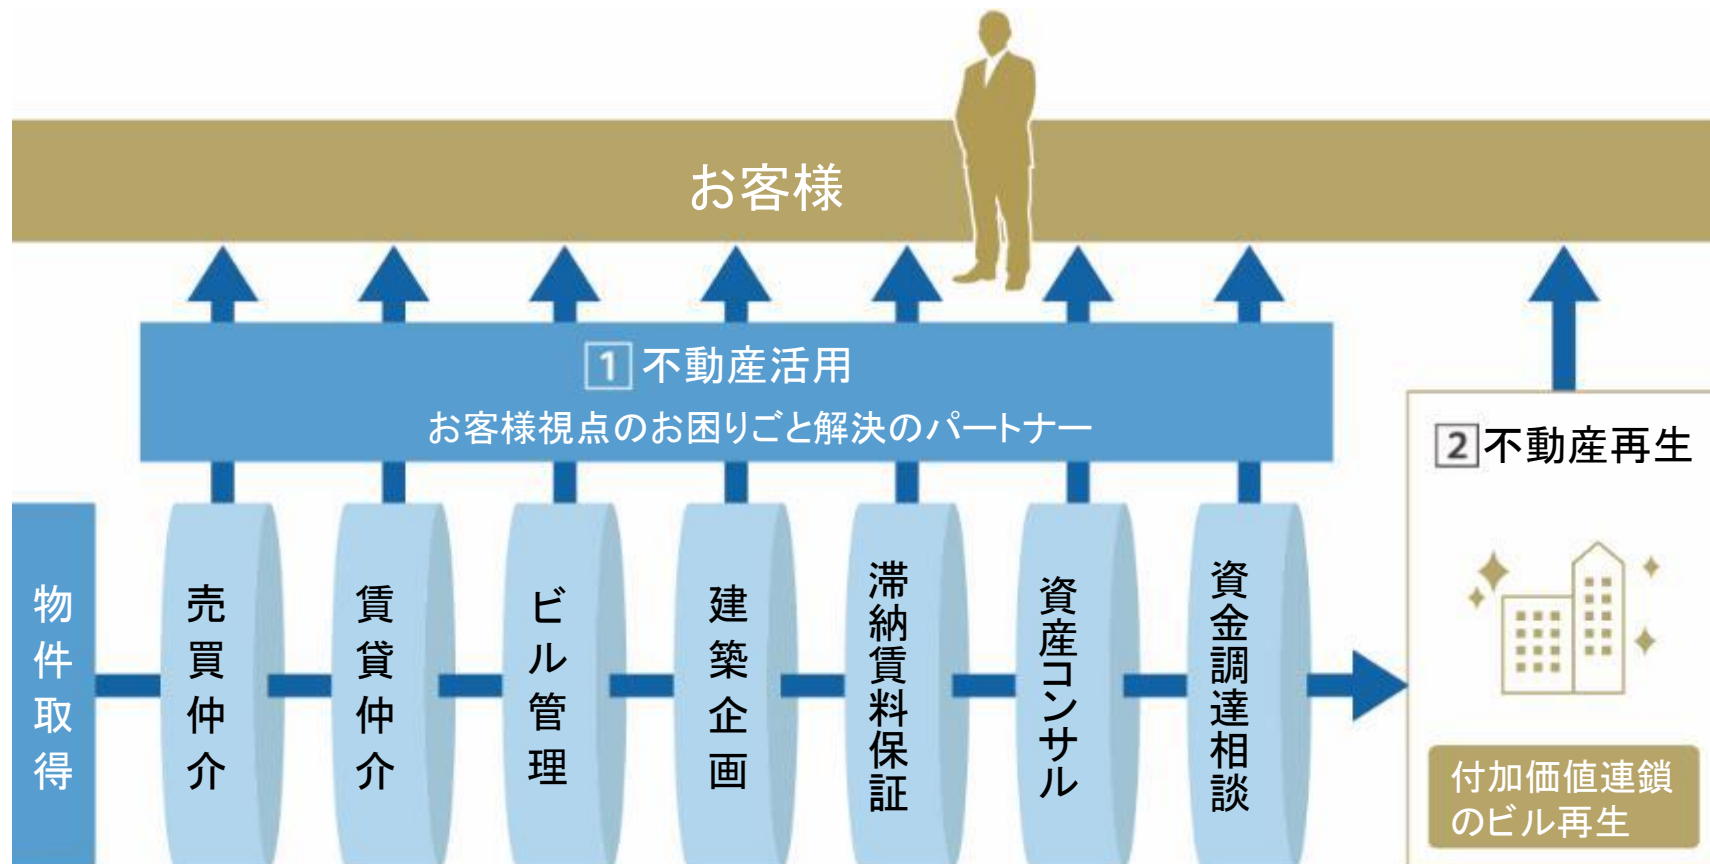 お客様
1 不動産活用
お客様視点のお困りごと解決のパートナー
2 不動産再生
物件取得
売買仲介
賃貸仲介
ビル管理
建築企画
滞納賃料保証
資産コンサル
資金調達相談
付加価値連鎖
のビル再生